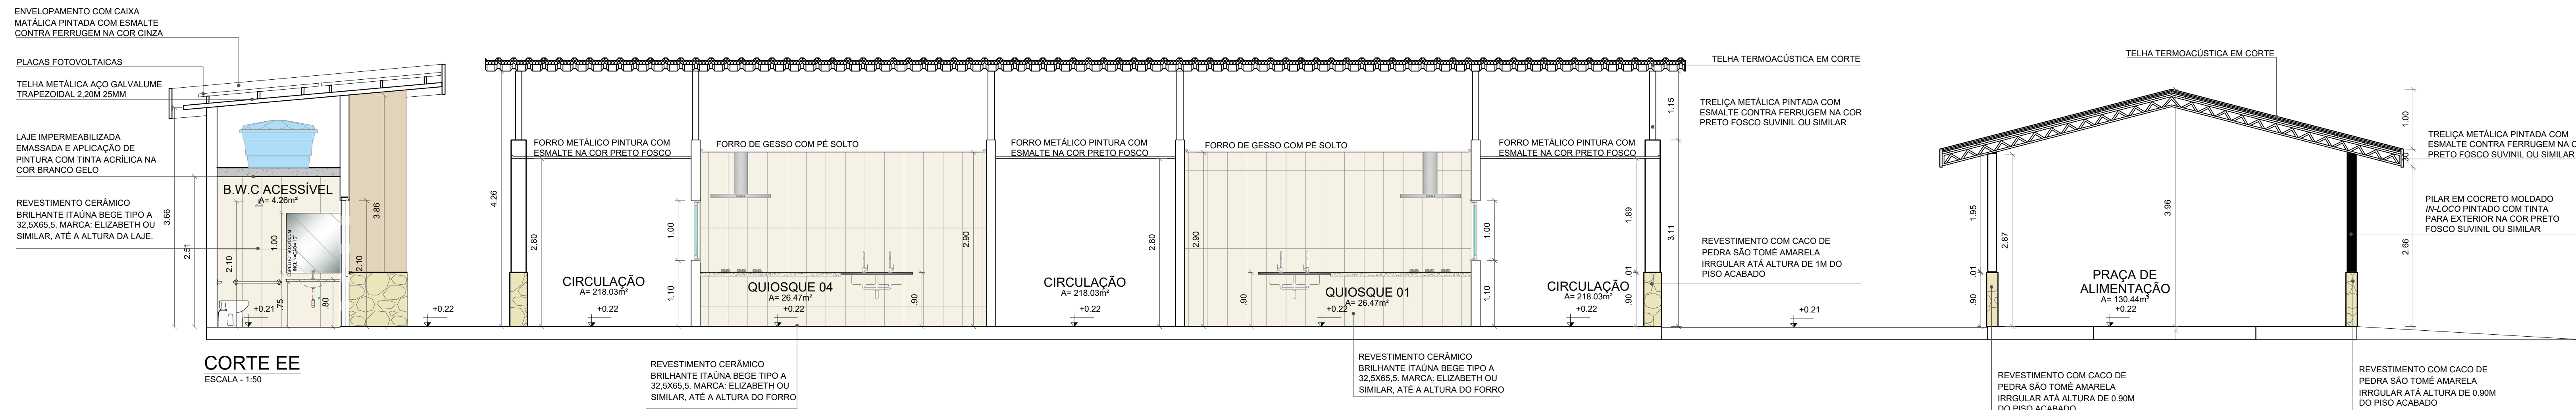 ENVELOPAMENTO COM CAIXA
MATÁLICA PINTADA COM ESMALTE
CONTRA FERRUGEM NA COR CINZA
PLACAS FOTOVOLTAICAS
TELHA METÁLICA AÇO GALVALUME
TRAPEZOIDAL 2,20M 25MM
LAJE IMPERMEABILIZADA
EMASSADA E APLICAÇÃO DE
PINTURA COM TINTA ACRÍLICA NA
COR BRANCO GELO
REVESTIMENTO CERÂMICO
BRILHANTE ITAÚNA BEGE TIPO A
32,5X65,5. MARCA: ELIZABETH OU
SIMILAR, ATÉ A ALTURA DA LAJE.
3.66
2.51
B.W.C ACESSÍVEL
A= 4.26m²
2.10
1.00
.75
.80
2.10
3.86
+0.21
+0.22
CORTE EE
ESCALA - 1:50
4.26
2.80
FORRO METÁLICO PINTURA COM
ESMALTE NA COR PRETO FOSCO
CIRCULAÇÃO
A= 218.03m²
+0.22
1.00
1.10
FORRO DE GESSO COM PÉ SOLTO
2.90
QUIOSQUE 04
A= 26.47m²
+0.22
.90
REVESTIMENTO CERÂMICO
BRILHANTE ITAÚNA BEGE TIPO A
32,5X65,5. MARCA: ELIZABETH OU
SIMILAR, ATÉ A ALTURA DO FORRO
FORRO METÁLICO PINTURA COM
ESMALTE NA COR PRETO FOSCO
CIRCULAÇÃO
A= 218.03m²
+0.22
2.80
FORRO DE GESSO COM PÉ SOLTO
2.90
.90
QUIOSQUE 01
A= 26.47m²
+0.22
1.00
1.10
REVESTIMENTO CERÂMICO
BRILHANTE ITAÚNA BEGE TIPO A
32,5X65,5. MARCA: ELIZABETH OU
SIMILAR, ATÉ A ALTURA DO FORRO
FORRO METÁLICO PINTURA COM
ESMALTE NA COR PRETO FOSCO
CIRCULAÇÃO
A= 218.03m²
+0.22
1.89
.01
.90
1.15
3.11
TELHA TERMOACÚSTICA EM CORTE
TRELIÇA METÁLICA PINTADA COM
ESMALTE CONTRA FERRUGEM NA COR
PRETO FOSCO SUVINIL OU SIMILAR
REVESTIMENTO COM CACO DE
PEDRA SÃO TOMÉ AMARELA
IRRGULAR ATÁ ALTURA DE 1M DO
PISO ACABADO
+0.21
TELHA TERMOACÚSTICA EM CORTE
1.95
.01
.90
2.87
3.96
PRAÇA DE
ALIMENTAÇÃO
A= 130.44m²
+0.22
1.00
.30
2.66
TRELIÇA METÁLICA PINTADA COM
ESMALTE CONTRA FERRUGEM NA
PRETO FOSCO SUVINIL OU SIMILAR
PILAR EM COCRETO MOLDADO
IN-LOCO PINTADO COM TINTA
PARA EXTERIOR NA COR PRETO
FOSCO SUVINIL OU SIMILAR
REVESTIMENTO COM CACO DE
PEDRA SÃO TOMÉ AMARELA
IRRGULAR ATÁ ALTURA DE 0.90M
DO PISO ACABADO
REVESTIMENTO COM CACO DE
PEDRA SÃO TOMÉ AMARELA
IRRGULAR ATÁ ALTURA DE 0.90M
DO PISO ACABADO